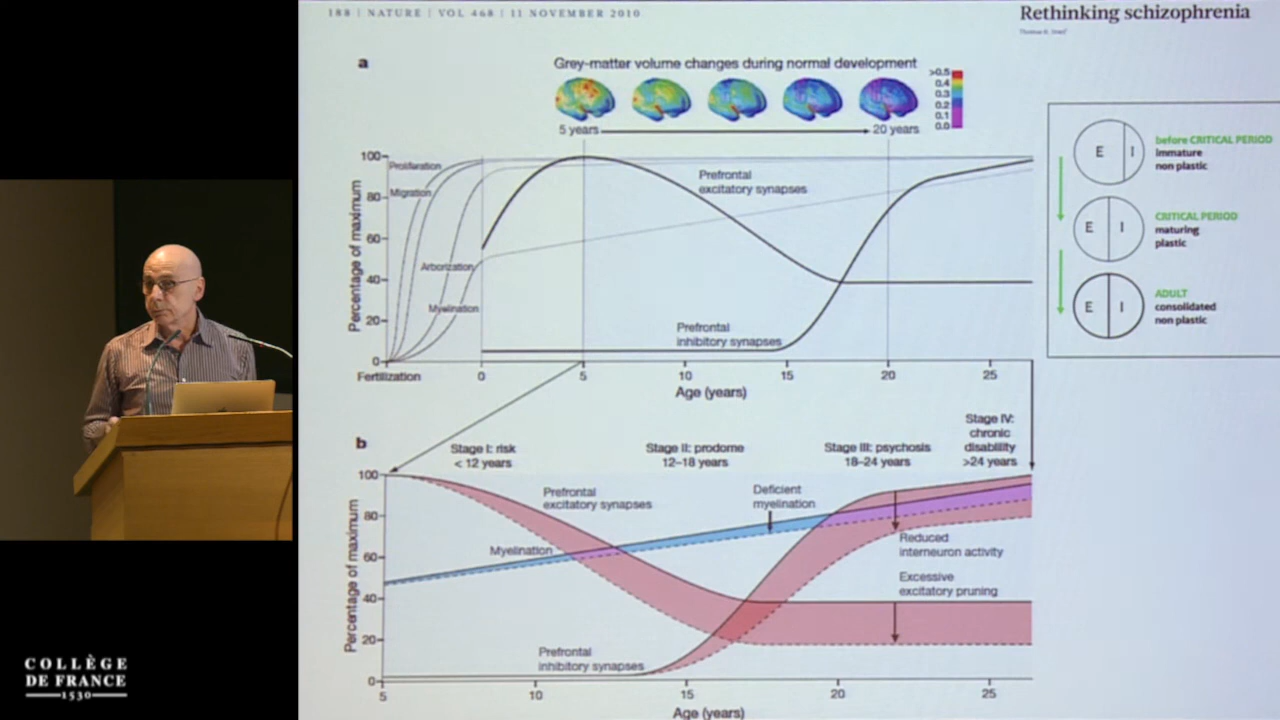 188 | NATURE | VOL 468 | 11 NOVEMBER 2010
Rethinking schizophrenia
Thomas R. Insel
a
Grey-matter volume changes during normal development
>0.5
0.4
0.3
0.2
0.1
0.0
5 years
20 years
100
80
60
40
20
0
Percentage of maximum
Proliferation
Migration
Arborization
Myelination
Prefrontal
excitatory synapses
Prefrontal
inhibitory synapses
Fertilization
0
5
10
15
20
25
Age (years)
E
I
before CRITICAL PERIOD
immature
non plastic
E
I
CRITICAL PERIOD
maturing
plastic
E
I
ADULT
consolidated
non plastic
b
Stage I: risk
< 12 years
Stage II: prodome
12–18 years
Stage III: psychosis
18–24 years
Stage IV:
chronic
disability
>24 years
100
80
60
40
20
0
Percentage of maximum
Prefrontal
excitatory synapses
Deficient
myelination
Myelination
Reduced
interneuron activity
Excessive
excitatory pruning
Prefrontal
inhibitory synapses
5
10
15
20
25
Age (years)
COLLÈGE
DE FRANCE
1530